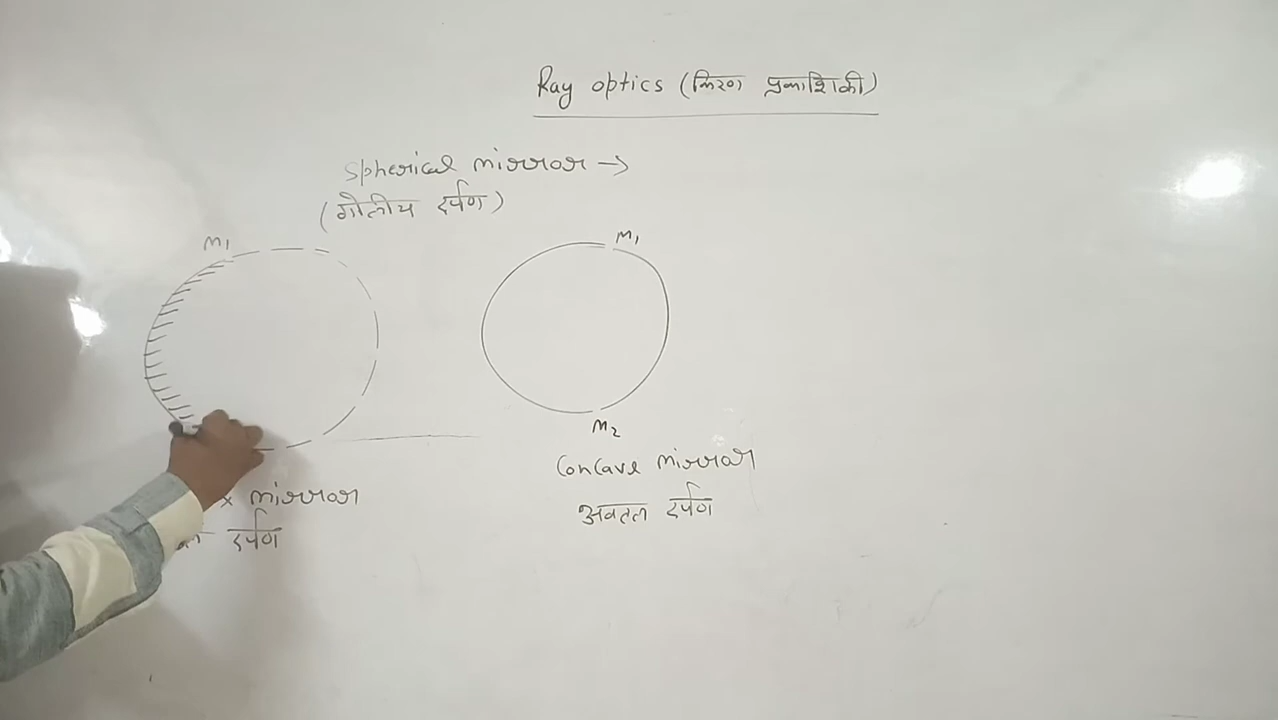 Ray optics (किरण प्रकाशिकी)
Spherical mirror →
(गोलीय दर्पण)
M1
M1
M2
Concave mirror
अवतल दर्पण
x mirror
दर्पण